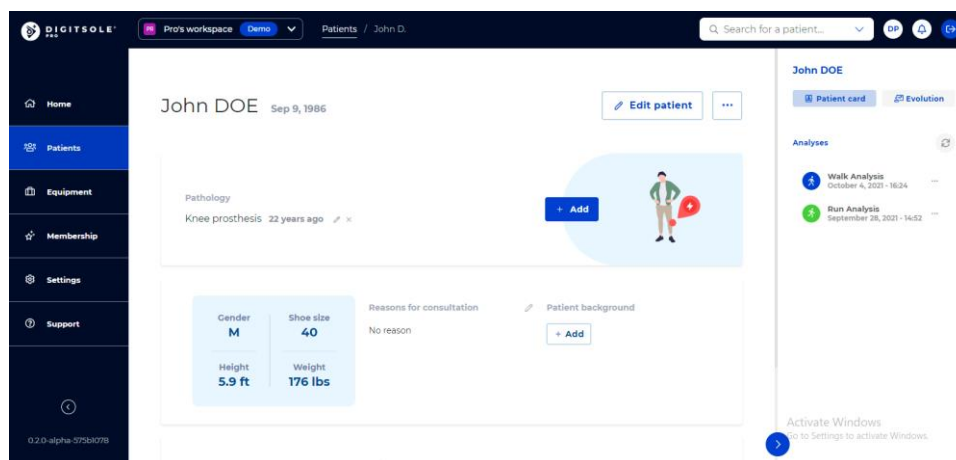 DIGITSOLE®
PRO
Pro's workspace Demo
Patients / John D.
Search for a patient...
DP
Home
Patients
Equipment
Membership
Settings
Support
0.2.0-alpha-575b1078
John DOE Sep 9, 1986
Edit patient
...
Pathology
Knee prosthesis 22 years ago
+ Add
Gender
M
Shoe size
40
Height
5.9 ft
Weight
176 lbs
Reasons for consultation
No reason
Patient background
+ Add
John DOE
Patient card
Evolution
Analyses
Walk Analysis
October 4, 2021 - 16:24
Run Analysis
September 28, 2021 - 14:52
Activate Windows
Go to Settings to activate Windows.